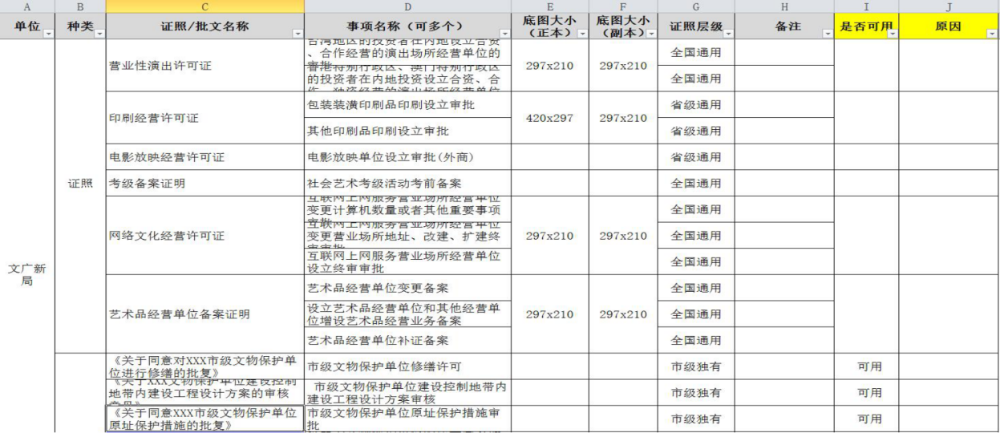 A B C D E F G H I J
单位 种类 证照/批文名称 事项名称（可多个） 底图大小（正本） 底图大小（副本） 证照层级 备注 是否可用 原因
文广新局
证照
营业性演出许可证
台湾地区的投资者在内地设立合资
、合作经营的演出场所经营单位的
审批
297x210 297x210 全国通用
香港特别行政区、澳门特别行政区
的投资者在内地投资设立合资、合
作、独资经营的演出场所经营单位
全国通用
印刷经营许可证
包装装潢印刷品印刷设立审批
420x297 297x210 省级通用
其他印刷品印刷设立审批
省级通用
电影放映经营许可证
电影放映单位设立审批(外商)
省级通用
考级备案证明
社会艺术考级活动考前备案
全国通用
网络文化经营许可证
互联网上网服务营业场所经营单位
变更计算机数量或者其他重要事项
审批
全国通用
互联网上网服务营业场所经营单位
变更营业场所地址、改建、扩建终
审审批
297x210 297x210 全国通用
互联网上网服务营业场所经营单位
设立终审审批
全国通用
艺术品经营单位备案证明
艺术品经营单位变更备案
全国通用
设立艺术品经营单位和其他经营单
位增设艺术品经营业务备案
297x210 297x210 全国通用
艺术品经营单位补证备案
全国通用
《关于同意对XXX市级文物保护单
位进行修缮的批复》
市级文物保护单位修缮许可
市级独有 可用
《关于XXX文物保护单位建设控制
地带内建设工程设计方案的审核
意见》
市级文物保护单位建设控制地带内
建设工程设计方案审核
市级独有 可用
《关于同意XXX市级文物保护单位
原址保护措施的批复》
市级文物保护单位原址保护措施审
批
市级独有 可用